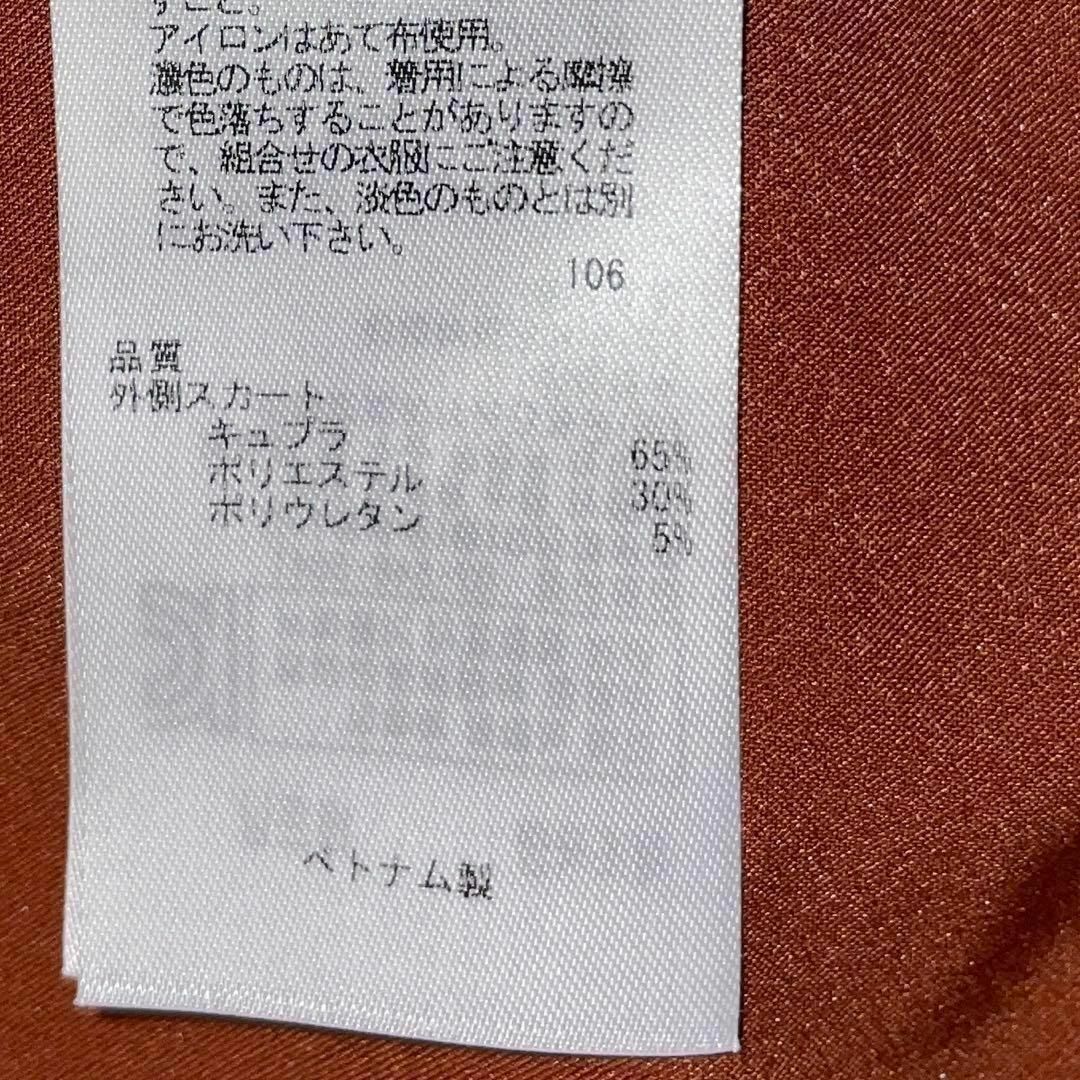 すこと。
アイロンはあて布使用。
濃色のものは、着用による摩擦
で色落ちすることがありますの
で、組合せの衣服にご注意くだ
さい。また、淡色のものとは別
にお洗い下さい。
106
品質
外側スカート
キュプラ 65%
ポリエステル 30%
ポリウレタン 5%
ベトナム製